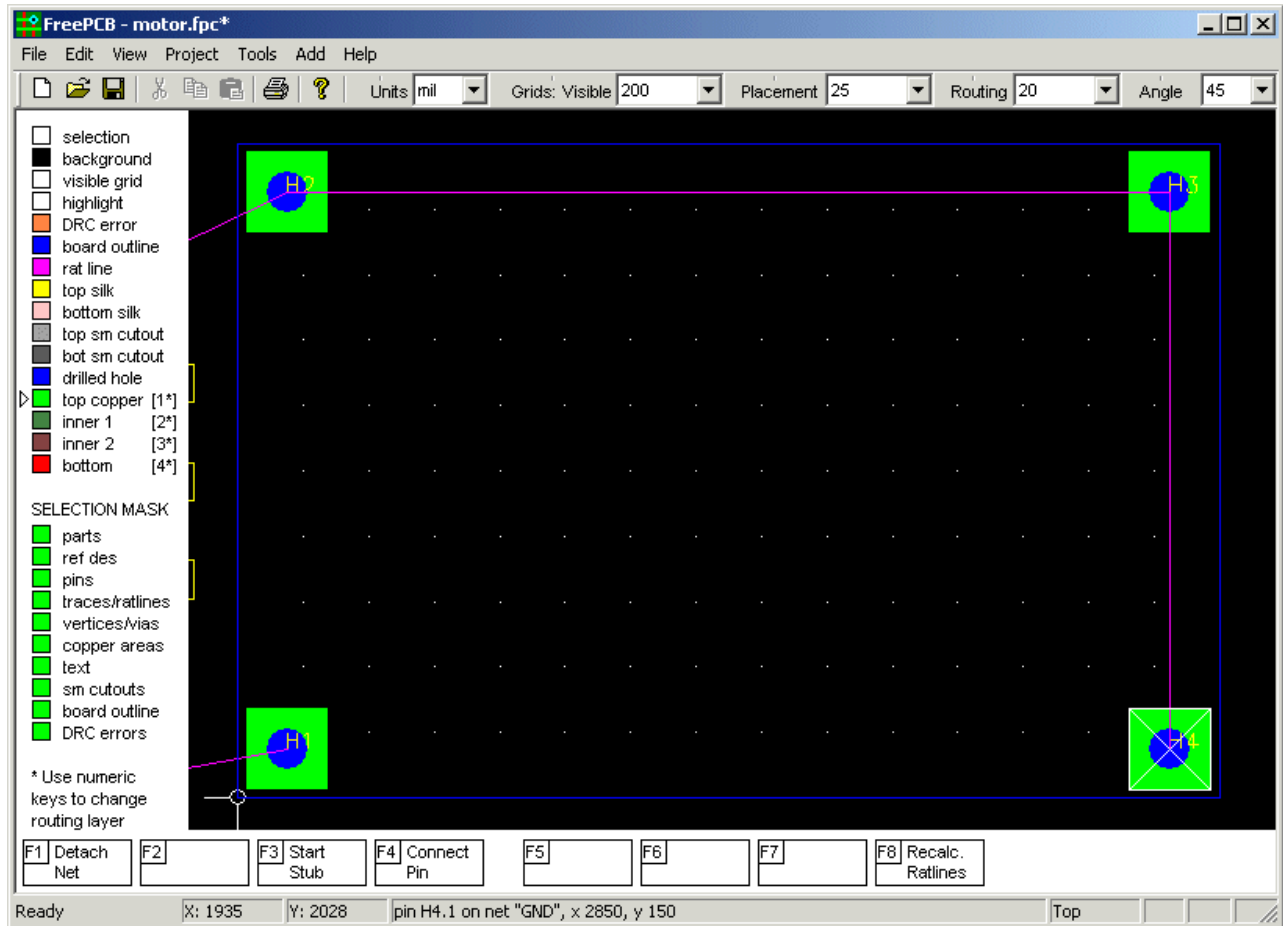 FreePCB - motor.fpc*
File Edit View Project Tools Add Help
Units mil Grids: Visible 200 Placement 25 Routing 20 Angle 45
selection
background
visible grid
highlight
DRC error
board outline
rat line
top silk
bottom silk
top sm cutout
bot sm cutout
drilled hole
top copper [1*]
inner 1 [2*]
inner 2 [3*]
bottom [4*]
SELECTION MASK
parts
ref des
pins
traces/ratlines
vertices/vias
copper areas
text
sm cutouts
board outline
DRC errors
* Use numeric
keys to change
routing layer
H2
H3
H1
H4
F1 Detach Net
F2
F3 Start Stub
F4 Connect Pin
F5
F6
F7
F8 Recalc. Ratlines
Ready X: 1935 Y: 2028 pin H4.1 on net "GND", x 2850, y 150 Top